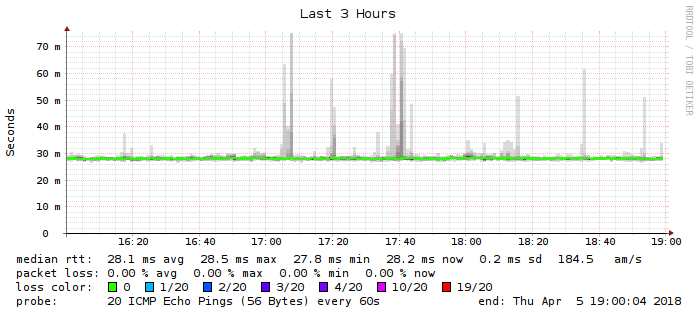 Last 3 Hours
RRDTOOL / TOBI OETIKER
Seconds
70 m
60 m
50 m
40 m
30 m
20 m
10 m
0
16:20 16:40 17:00 17:20 17:40 18:00 18:20 18:40 19:00
median rtt: 28.1 ms avg 28.5 ms max 27.8 ms min 28.2 ms now 0.2 ms sd 184.5 am/s
packet loss: 0.00 % avg 0.00 % max 0.00 % min 0.00 % now
loss color: 0 1/20 2/20 3/20 4/20 10/20 19/20
probe: 20 ICMP Echo Pings (56 Bytes) every 60s end: Thu Apr 5 19:00:04 2018